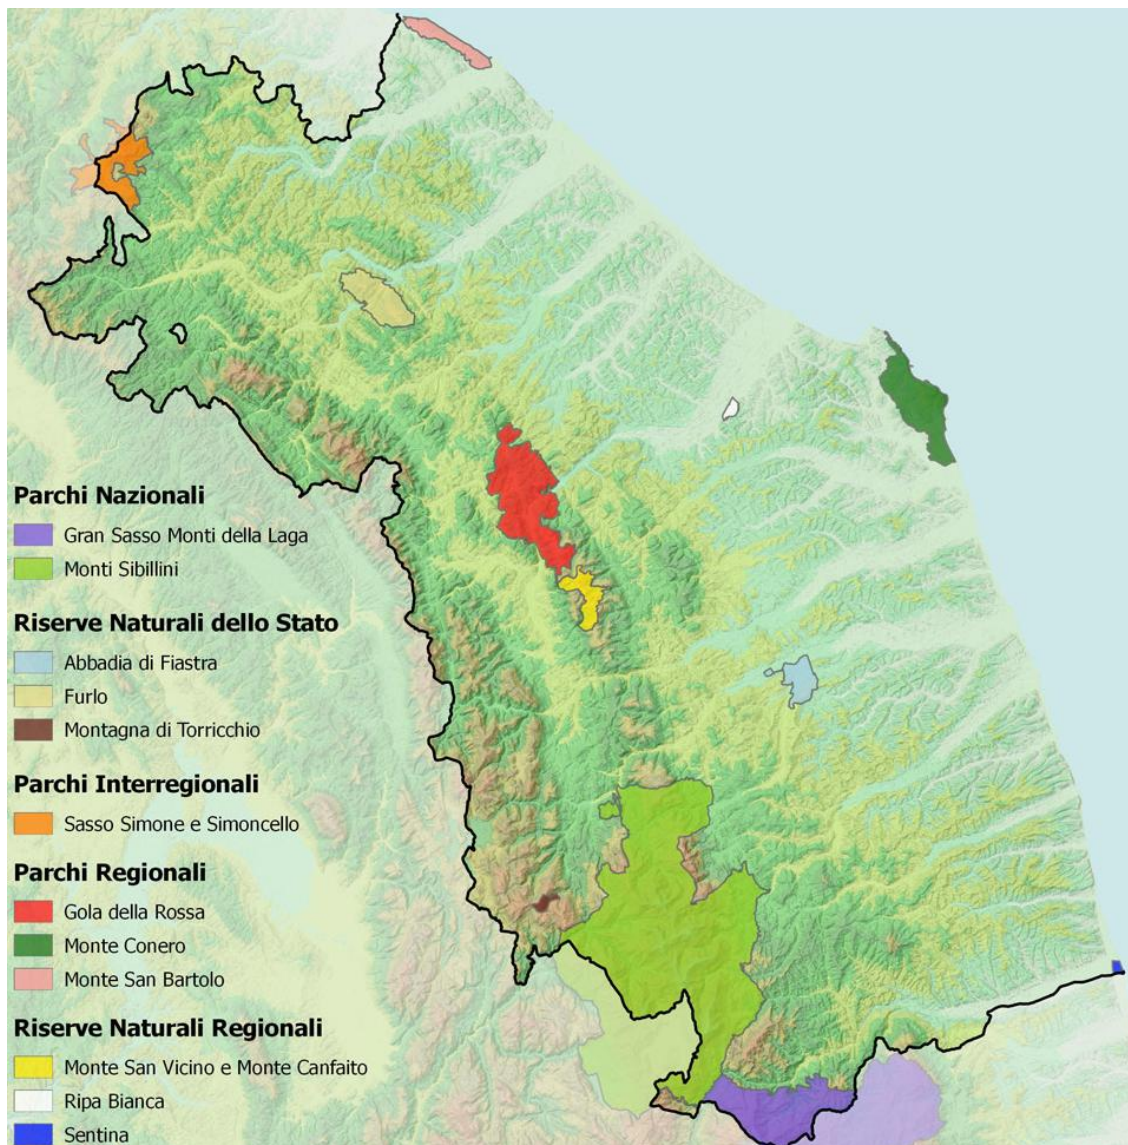 Parchi Nazionali
Gran Sasso Monti della Laga
Monti Sibillini
Riserve Naturali dello Stato
Abbadia di Fiastra
Furlo
Montagna di Torricchio
Parchi Interregionali
Sasso Simone e Simoncello
Parchi Regionali
Gola della Rossa
Monte Conero
Monte San Bartolo
Riserve Naturali Regionali
Monte San Vicino e Monte Canfaito
Ripa Bianca
Sentina